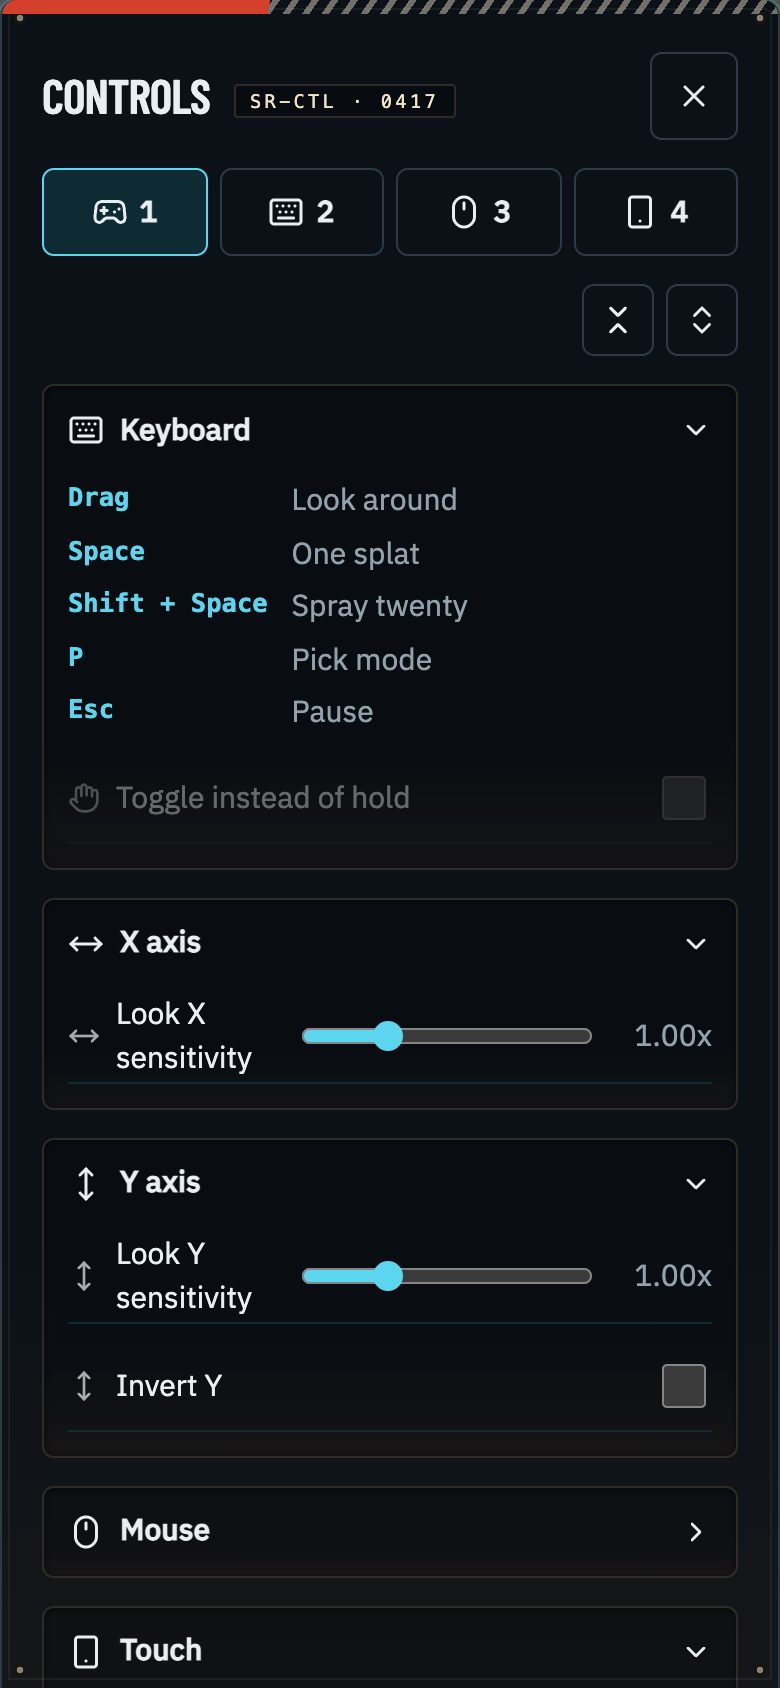 CONTROLS SR-CTL · 0417
1 2 3 4
Keyboard
Drag Look around
Space One splat
Shift + Space Spray twenty
P Pick mode
Esc Pause
Toggle instead of hold
X axis
Look X
sensitivity
1.00x
Y axis
Look Y
sensitivity
1.00x
Invert Y
Mouse
Touch